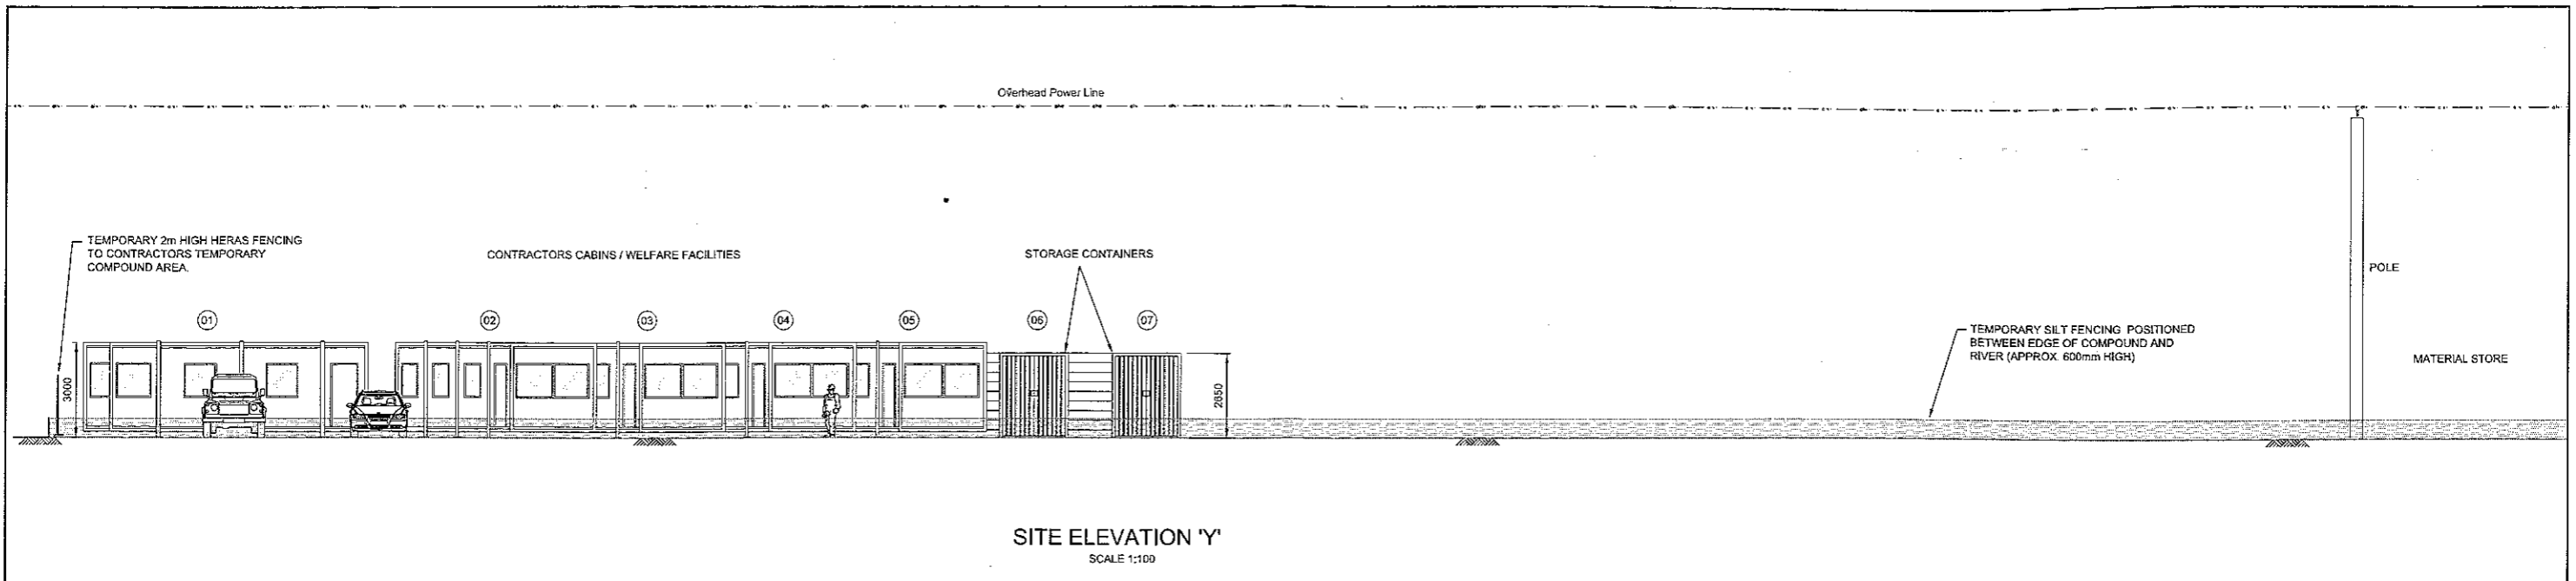 Overhead Power Line
TEMPORARY 2m HIGH HERAS FENCING
TO CONTRACTORS TEMPORARY
COMPOUND AREA.
CONTRACTORS CABINS / WELFARE FACILITIES
STORAGE CONTAINERS
POLE
01
02
03
04
05
06
07
TEMPORARY SILT FENCING POSITIONED
BETWEEN EDGE OF COMPOUND AND
RIVER (APPROX. 600mm HIGH)
MATERIAL STORE
3000
2650
SITE ELEVATION 'Y'
SCALE 1:100